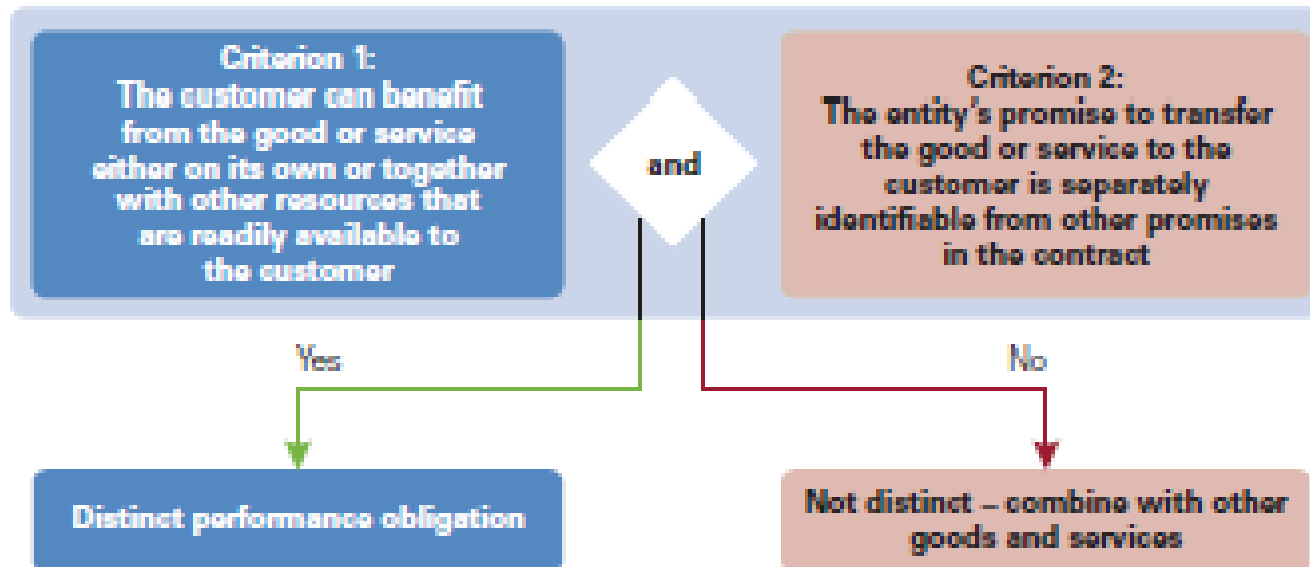 Criterion 1:
The customer can benefit
from the good or service
either on its own or together
with other resources that
are readily available to
the customer
and
Criterion 2:
The entity's promise to transfer
the good or service to the
customer is separately
identifiable from other promises
in the contract
Yes
No
Distinct performance obligation
Not distinct – combine with other
goods and services